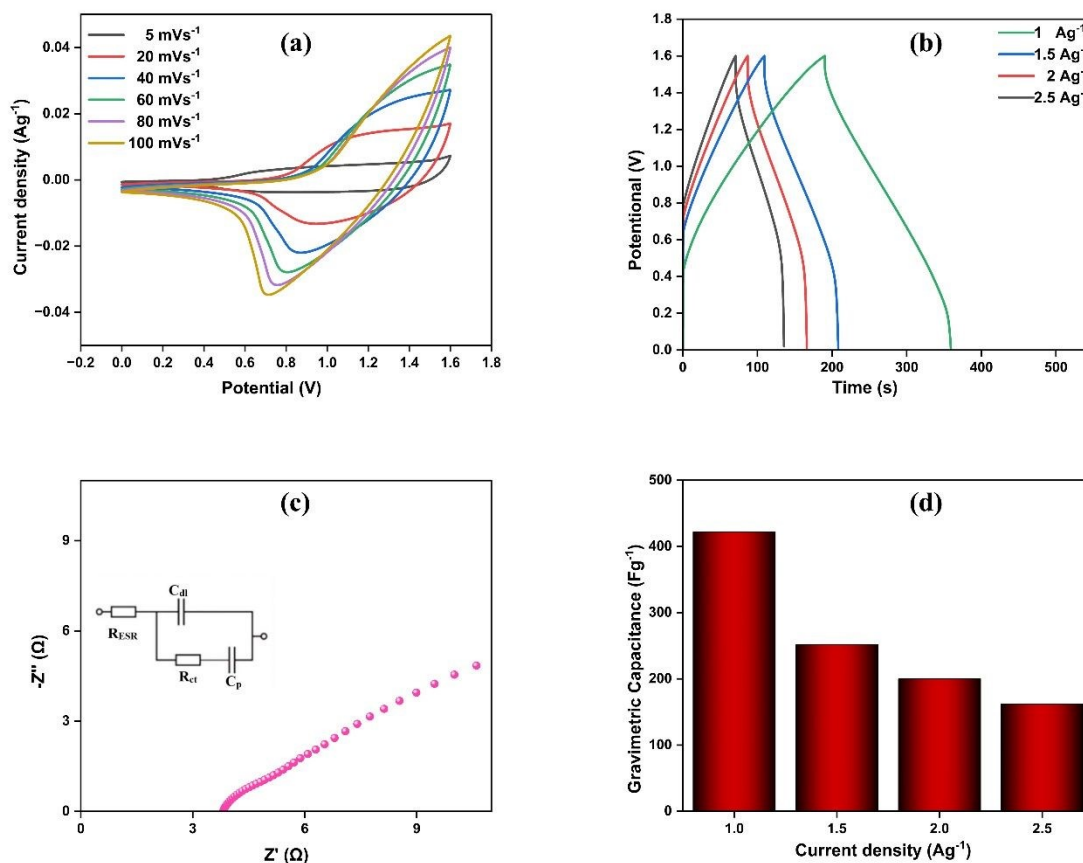 (a)
5 mVs⁻¹
20 mVs⁻¹
40 mVs⁻¹
60 mVs⁻¹
80 mVs⁻¹
100 mVs⁻¹
Current density (Ag⁻¹)
0.04
0.02
0.00
−0.02
−0.04
−0.2 0.0 0.2 0.4 0.6 0.8 1.0 1.2 1.4 1.6 1.8
Potential (V)
(b)
1 Ag⁻¹
1.5 Ag⁻¹
2 Ag⁻¹
2.5 Ag⁻¹
Potentional (V)
1.8
1.6
1.4
1.2
1.0
0.8
0.6
0.4
0.2
0.0
0 100 200 300 400 500
Time (s)
(c)
-Z'' (Ω)
9
6
3
0
C_dl
R_ESR
R_ct
C_p
0 3 6 9
Z' (Ω)
(d)
Gravimetric Capacitance (Fg⁻¹)
500
400
300
200
100
0
1.0 1.5 2.0 2.5
Current density (Ag⁻¹)